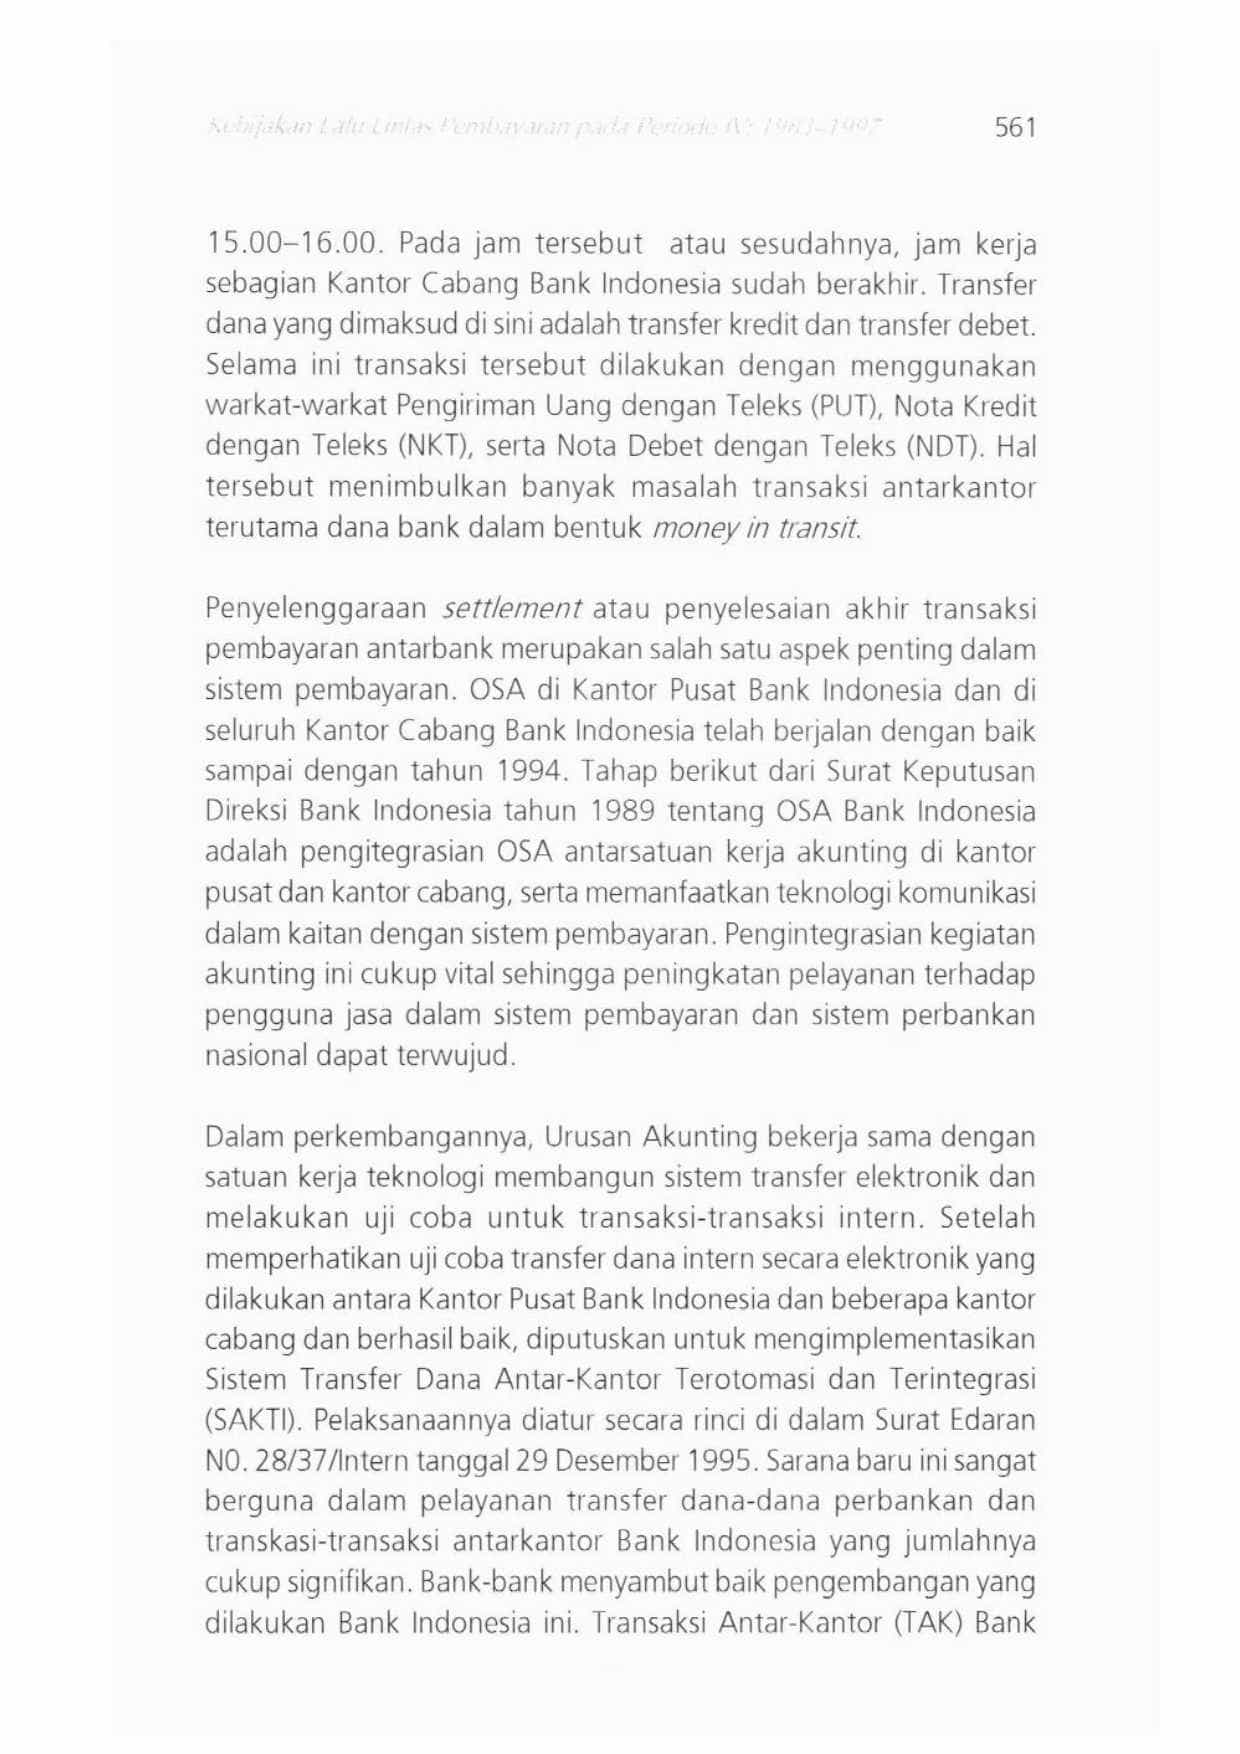 Kebijakan Lalu Lintas Pembayaran pada Periode IV: 1983–1997 561
15.00–16.00. Pada jam tersebut atau sesudahnya, jam kerja
sebagian Kantor Cabang Bank Indonesia sudah berakhir. Transfer
dana yang dimaksud di sini adalah transfer kredit dan transfer debet.
Selama ini transaksi tersebut dilakukan dengan menggunakan
warkat-warkat Pengiriman Uang dengan Teleks (PUT), Nota Kredit
dengan Teleks (NKT), serta Nota Debet dengan Teleks (NDT). Hal
tersebut menimbulkan banyak masalah transaksi antarkantor
terutama dana bank dalam bentuk money in transit.
Penyelenggaraan settlement atau penyelesaian akhir transaksi
pembayaran antarbank merupakan salah satu aspek penting dalam
sistem pembayaran. OSA di Kantor Pusat Bank Indonesia dan di
seluruh Kantor Cabang Bank Indonesia telah berjalan dengan baik
sampai dengan tahun 1994. Tahap berikut dari Surat Keputusan
Direksi Bank Indonesia tahun 1989 tentang OSA Bank Indonesia
adalah pengitegrasian OSA antarsatuan kerja akunting di kantor
pusat dan kantor cabang, serta memanfaatkan teknologi komunikasi
dalam kaitan dengan sistem pembayaran. Pengintegrasian kegiatan
akunting ini cukup vital sehingga peningkatan pelayanan terhadap
pengguna jasa dalam sistem pembayaran dan sistem perbankan
nasional dapat terwujud.
Dalam perkembangannya, Urusan Akunting bekerja sama dengan
satuan kerja teknologi membangun sistem transfer elektronik dan
melakukan uji coba untuk transaksi-transaksi intern. Setelah
memperhatikan uji coba transfer dana intern secara elektronik yang
dilakukan antara Kantor Pusat Bank Indonesia dan beberapa kantor
cabang dan berhasil baik, diputuskan untuk mengimplementasikan
Sistem Transfer Dana Antar-Kantor Terotomasi dan Terintegrasi
(SAKTI). Pelaksanaannya diatur secara rinci di dalam Surat Edaran
N0. 28/37/Intern tanggal 29 Desember 1995. Sarana baru ini sangat
berguna dalam pelayanan transfer dana-dana perbankan dan
transkasi-transaksi antarkantor Bank Indonesia yang jumlahnya
cukup signifikan. Bank-bank menyambut baik pengembangan yang
dilakukan Bank Indonesia ini. Transaksi Antar-Kantor (TAK) Bank